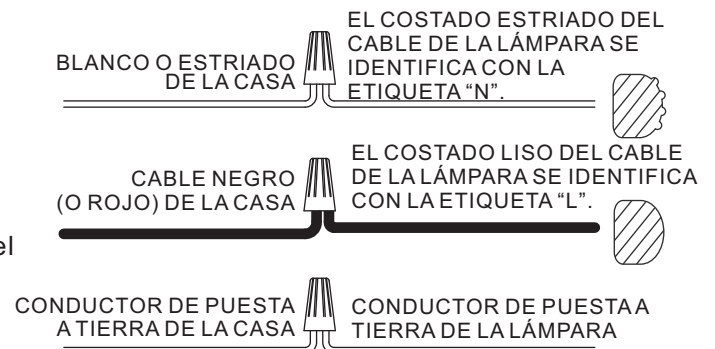 BLANCO O ESTRIADO
DE LA CASA
EL COSTADO ESTRIADO DEL
CABLE DE LA LÁMPARA SE
IDENTIFICA CON LA
ETIQUETA “N”.
CABLE NEGRO
(O ROJO) DE LA CASA
EL COSTADO LISO DEL CABLE
DE LA LÁMPARA SE IDENTIFICA
CON LA ETIQUETA “L”.
el
CONDUCTOR DE PUESTA
A TIERRA DE LA CASA
CONDUCTOR DE PUESTA A
TIERRA DE LA LÁMPARA